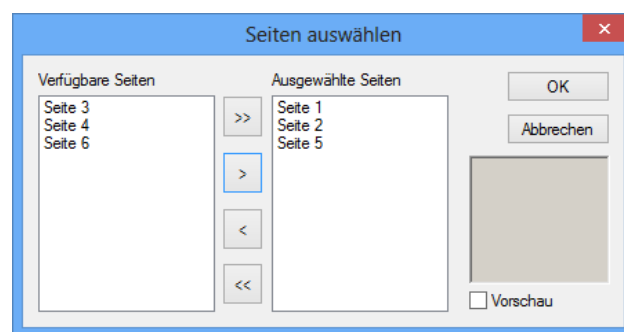 Seiten auswählen
×
Verfügbare Seiten
Seite 3
Seite 4
Seite 6
>>
>
<
<<
Ausgewählte Seiten
Seite 1
Seite 2
Seite 5
OK
Abbrechen
Vorschau